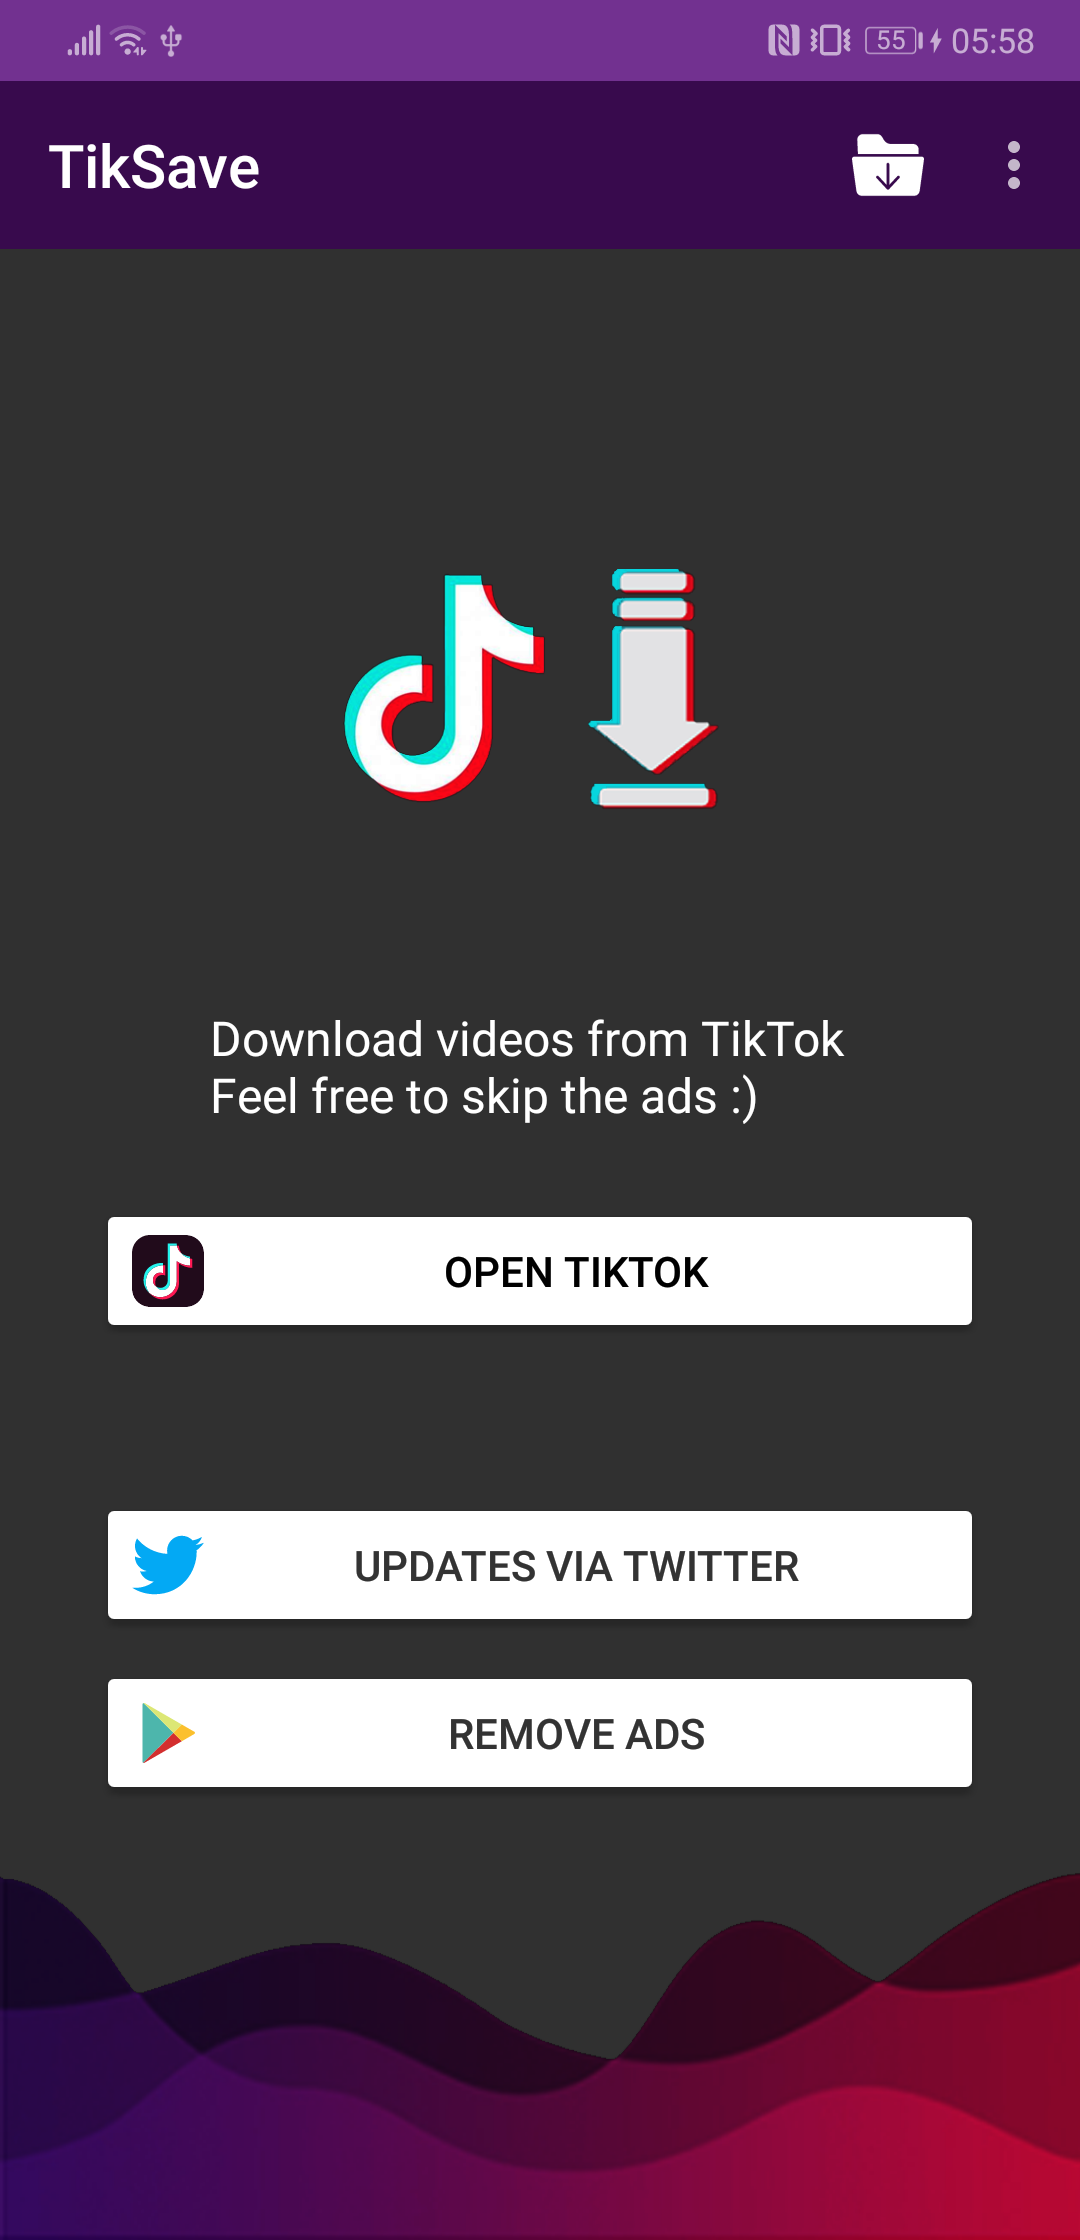 55 05:58
TikSave
Download videos from TikTok
Feel free to skip the ads :)
OPEN TIKTOK
UPDATES VIA TWITTER
REMOVE ADS